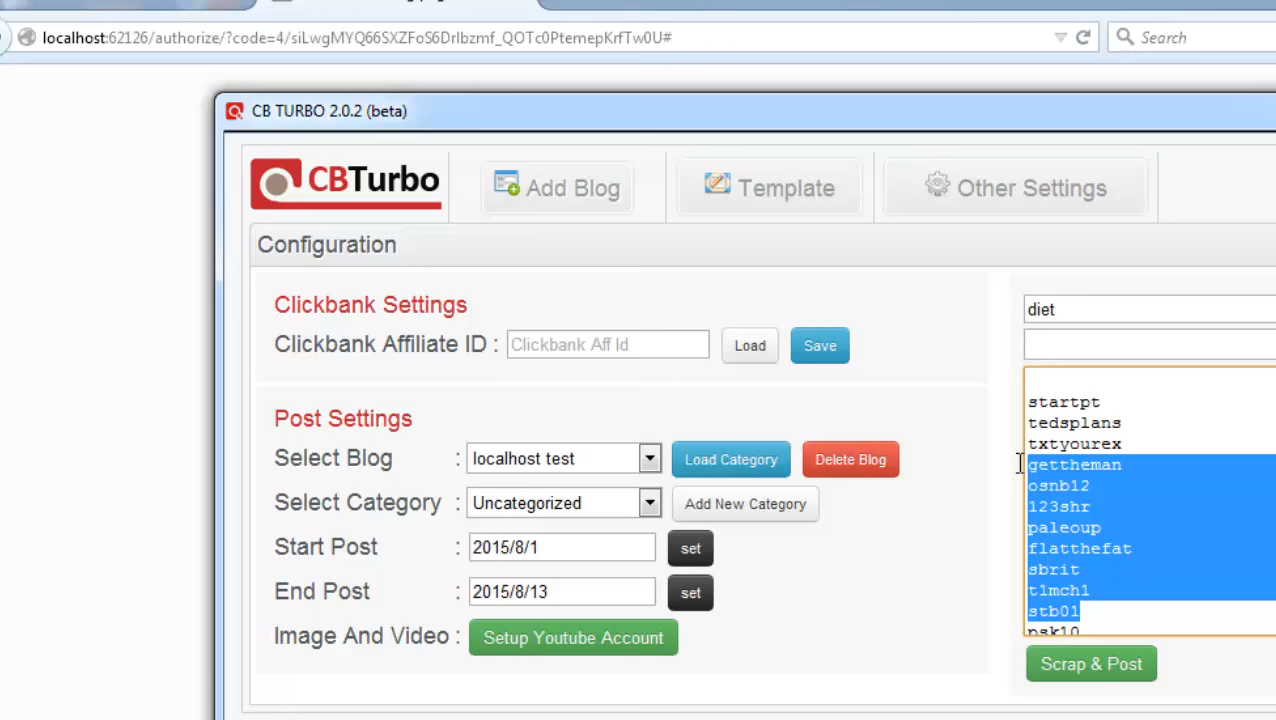 localhost:62126/authorize/?code=4/siLwgMYQ66SXZFoS6DrIbzmf_QOTc0PtemepKrfTw0U#
Search
CB TURBO 2.0.2 (beta)
CBTurbo
Add Blog
Template
Other Settings
Configuration
Clickbank Settings
Clickbank Affiliate ID :
Clickbank Aff Id
Load
Save
Post Settings
Select Blog : localhost test
Load Category
Delete Blog
Select Category : Uncategorized
Add New Category
Start Post : 2015/8/1
set
End Post : 2015/8/13
set
Image And Video :
Setup Youtube Account
diet
startpt
tedsplans
txtyourex
gettheman
osnb12
123shr
paleoup
flatthefat
sbrit
t1mch1
stb01
psk10
Scrap & Post